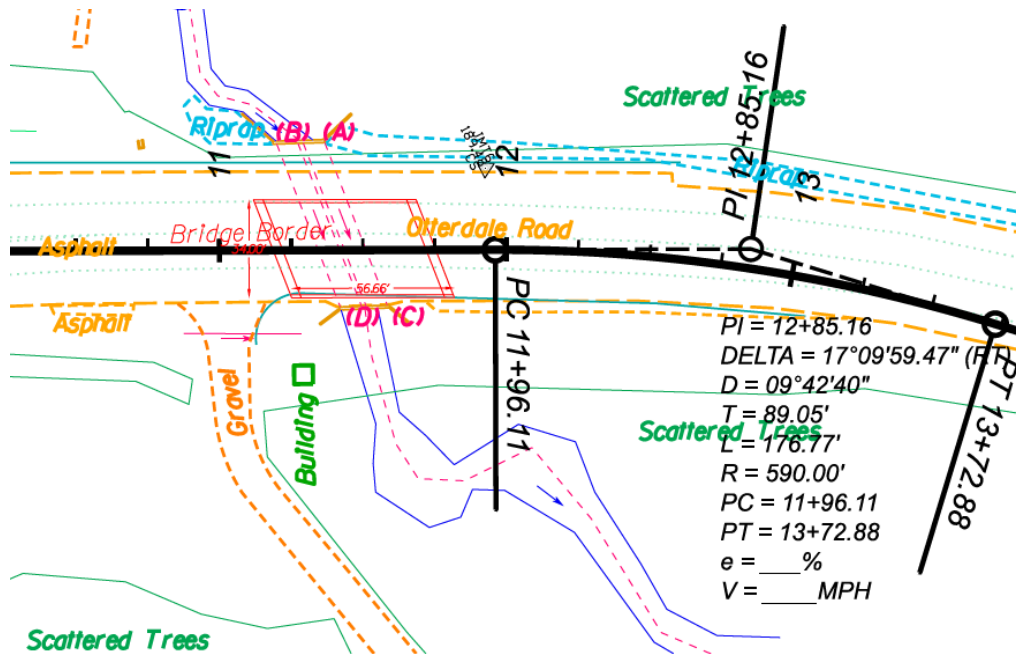 Scattered Trees
PI 12+85.16
Riprap
(B) (A)
11
12
13
Riprap
Bridge Border
Otterdale Road
Asphalt
34.00'
56.66'
Asphalt
(D) (C)
Gravel
Building
PC 11+96.11
PT 13+72.88
PI = 12+85.16
DELTA = 17°09'59.47" (RT)
D = 09°42'40"
T = 89.05'
L = 176.77'
R = 590.00'
PC = 11+96.11
PT = 13+72.88
e = ___%
V = ____MPH
Scattered Trees
Scattered Trees